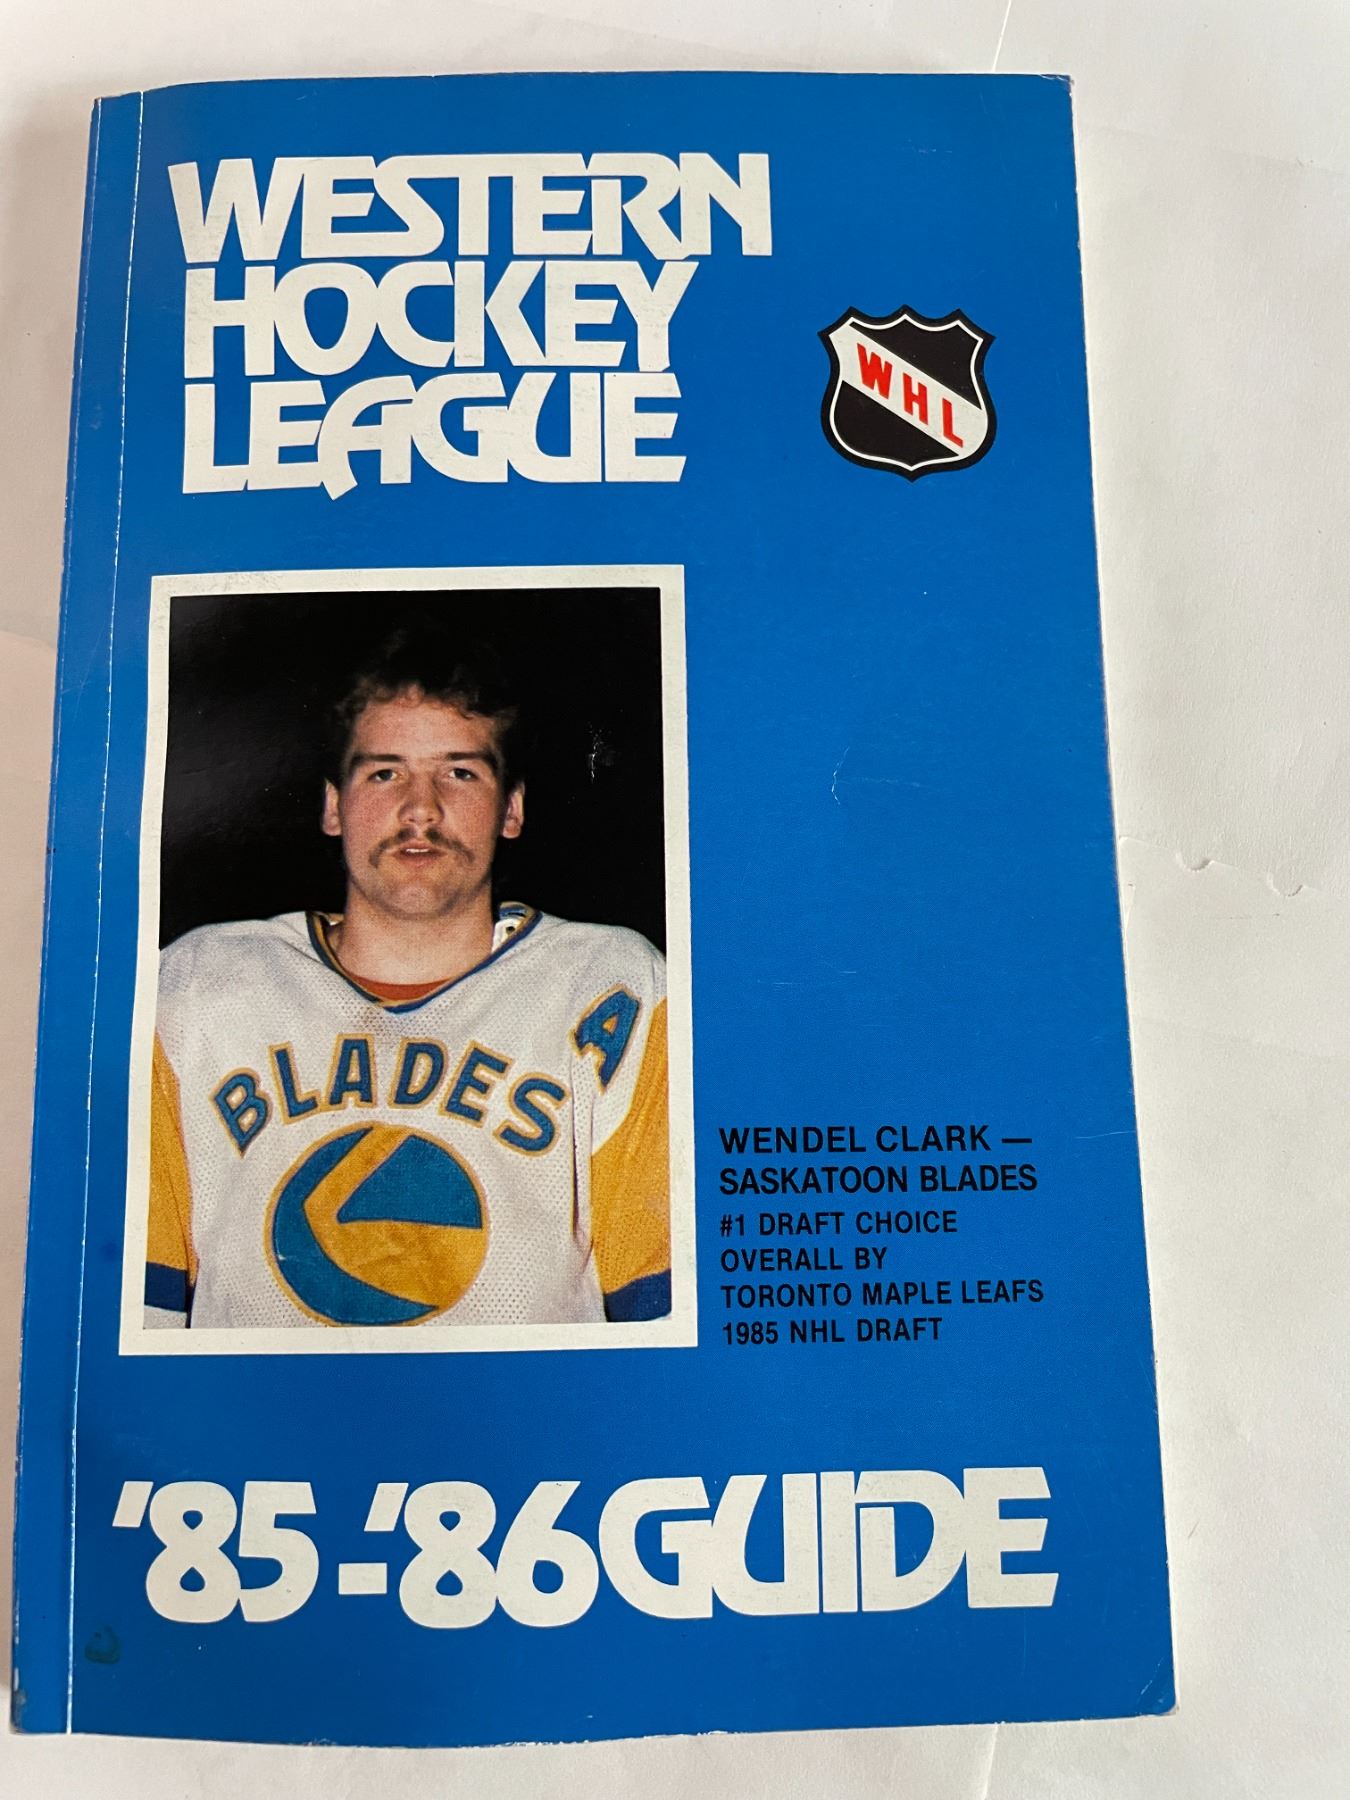 WESTERN
HOCKEY
LEAGUE
WHL
BLADES
A
WENDEL CLARK —
SASKATOON BLADES
#1 DRAFT CHOICE
OVERALL BY
TORONTO MAPLE LEAFS
1985 NHL DRAFT
'85-'86 GUIDE